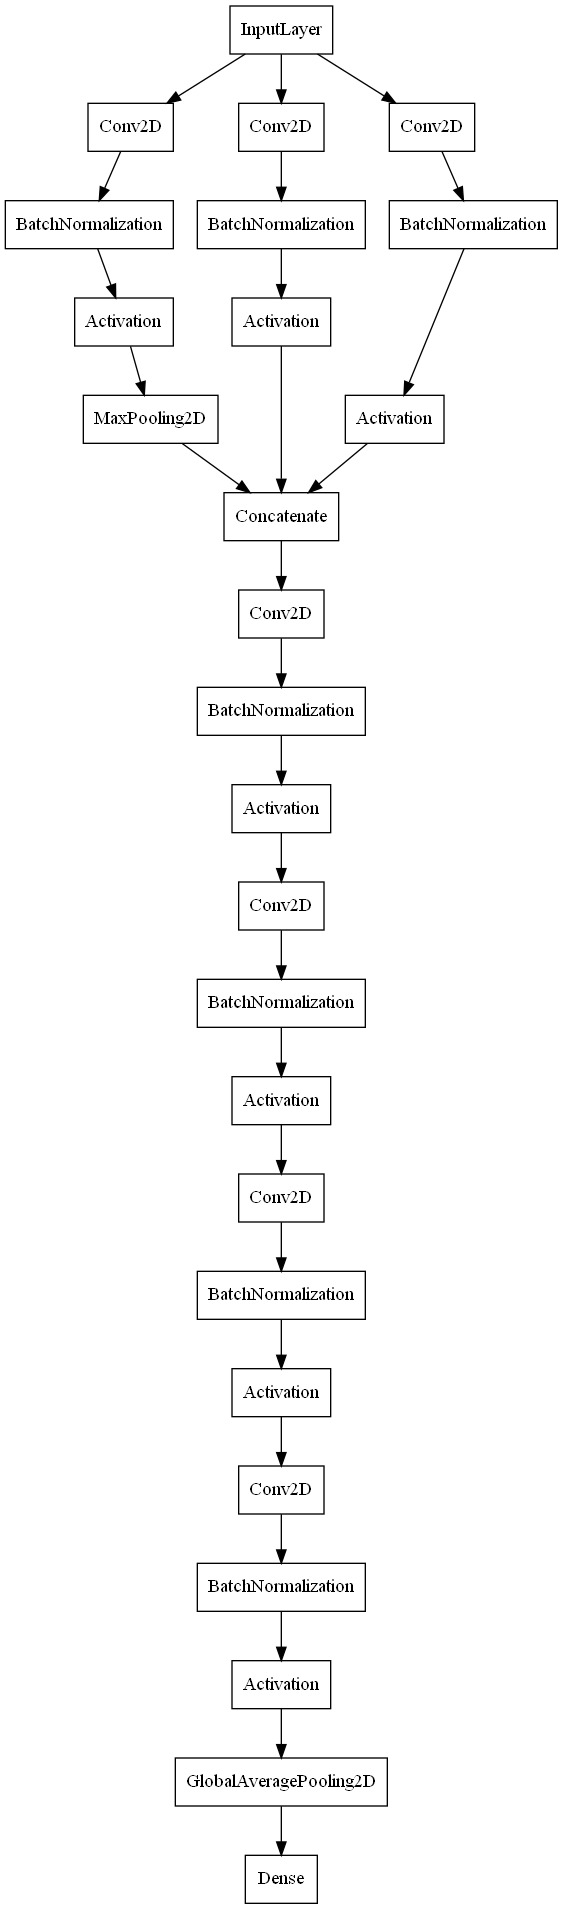 InputLayer
Conv2D
Conv2D
Conv2D
BatchNormalization
BatchNormalization
BatchNormalization
Activation
Activation
MaxPooling2D
Activation
Concatenate
Conv2D
BatchNormalization
Activation
Conv2D
BatchNormalization
Activation
Conv2D
BatchNormalization
Activation
Conv2D
BatchNormalization
Activation
GlobalAveragePooling2D
Dense